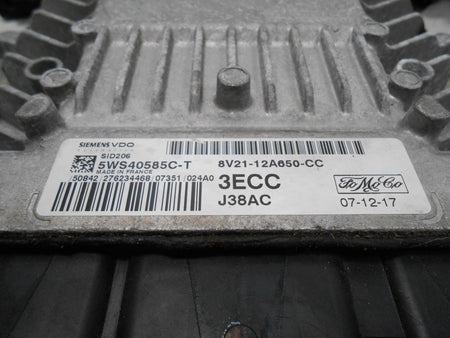 SIEMENS VDO
SID206
5WS40585C-T
MADE IN FRANCE
50842 276234468 07351 024A0
8V21-12A650-CC
3ECC
J38AC
FoMoCo
07-12-17